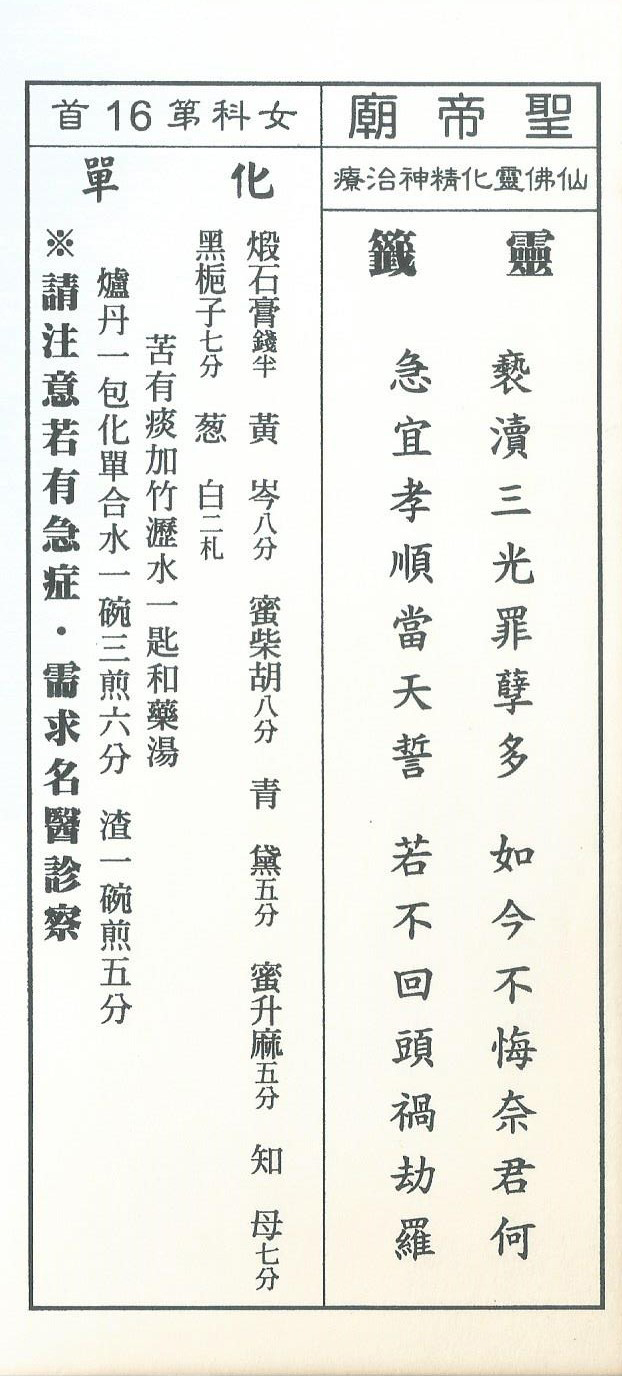 聖帝廟
仙佛靈化精神治療
靈籤
褻瀆三光罪孽多　如今不悔奈君何
急宜孝順當天誓　若不回頭禍劫羅
女科第16首
化單
煅石膏錢半　黃岑八分　蜜柴胡八分　青黛五分　蜜升麻五分　知母七分
黑梔子七分　葱白二札
苦有痰加竹瀝水一匙和藥湯
爐丹一包化單合水一碗三煎六分　渣一碗煎五分
※請注意若有急症·需求名醫診察